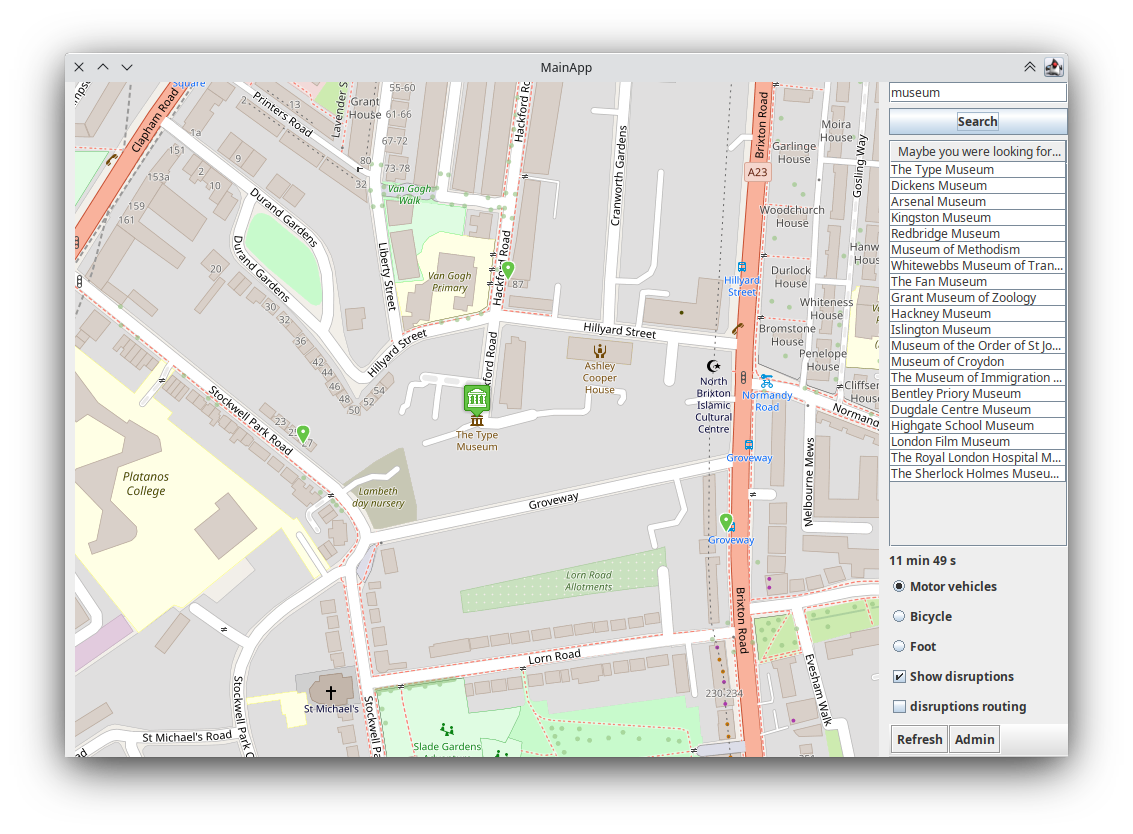 MainApp
museum
Search
Maybe you were looking for...
The Type Museum
Dickens Museum
Arsenal Museum
Kingston Museum
Redbridge Museum
Museum of Methodism
Whitewebbs Museum of Tran...
The Fan Museum
Grant Museum of Zoology
Hackney Museum
Islington Museum
Museum of the Order of St Jo...
Museum of Croydon
The Museum of Immigration ...
Bentley Priory Museum
Dugdale Centre Museum
Highgate School Museum
London Film Museum
The Royal London Hospital M...
The Sherlock Holmes Museu...
11 min 49 s
Motor vehicles
Bicycle
Foot
Show disruptions
disruptions routing
Refresh
Admin
Square
Clapham Road
Printers Road
Lavender S
Grant
House
55-60
61-66
67-72
73-78
80
32
2-12
13
1a
151
153a
159
161
9
2
10
20
Durand Gardens
Durand Gardens
Van Gogh
Walk
Liberty Street
Hackford Ro
Hackford Road
Van Gogh
Primary
87
Cranworth Gardens
Brixton Road
A23
Moira
House
Garlinge
House
Gosling Way
Woodchurch
House
Durlock
House
Hanw
Hous
Hillyard
Street
Whiteness
House
Bromstone
House
Penelope
House
Cliffsen
House
30
32
36
42
44
46
48
50
52
54
Hillyard Street
Hillyard Street
kford Road
Ashley
Cooper
House
North
Brixton
Islamic
Cultural
Centre
Normandy
Road
Normand
The Type
Museum
Stockwell Park Road
23
Platanos
College
Lambeth
day nursery
Groveway
Groveway
Groveway
Melbourne Mews
Lorn Road
Allotments
Brixton Road
Lorn Road
230-234
Evesham Walk
St Michael's
St Michael's Road
Stockwell Park C
Stockwell Pa
Slade Gardens